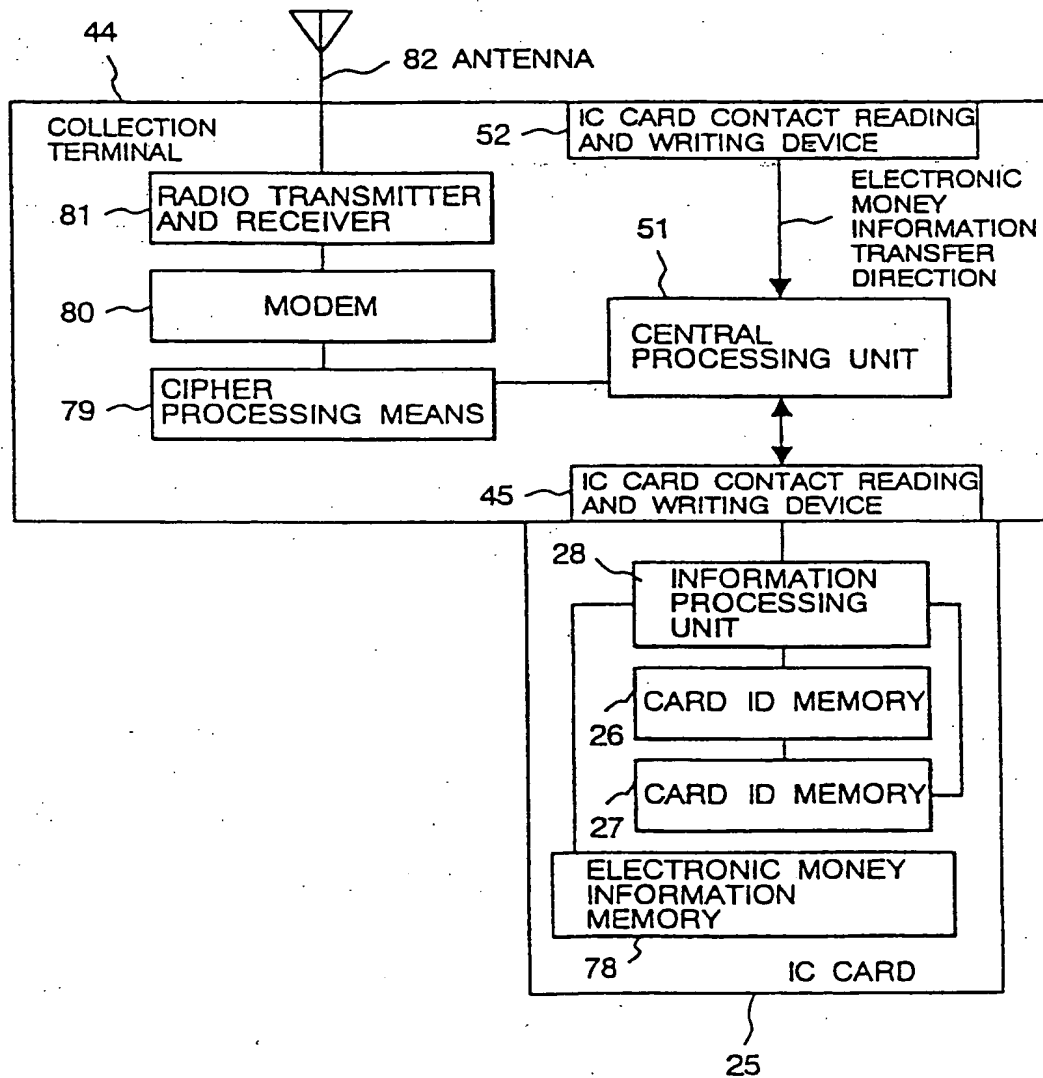 44
82 ANTENNA
COLLECTION
TERMINAL
52
IC CARD CONTACT READING
AND WRITING DEVICE
81
RADIO TRANSMITTER
AND RECEIVER
ELECTRONIC
MONEY
INFORMATION
TRANSFER
DIRECTION
51
80
MODEM
CENTRAL
PROCESSING UNIT
79
CIPHER
PROCESSING MEANS
45
IC CARD CONTACT READING
AND WRITING DEVICE
28
INFORMATION
PROCESSING
UNIT
26
CARD ID MEMORY
27
CARD ID MEMORY
ELECTRONIC MONEY
INFORMATION
MEMORY
78
IC CARD
25